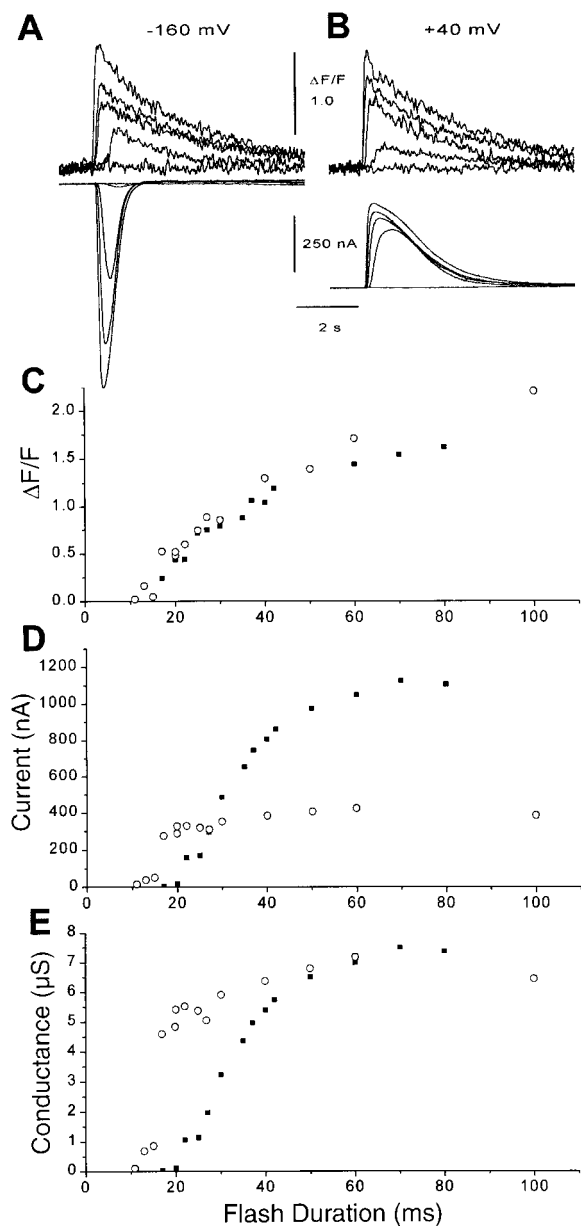 A
-160 mV
B
+40 mV
ΔF/F
1.0
250 nA
2 s
C
2.0
1.5
1.0
0.5
0.0
ΔF/F
0 20 40 60 80 100
D
1200
1000
800
600
400
200
0
Current (nA)
0 20 40 60 80 100
E
8
7
6
5
4
3
2
1
0
Conductance (µS)
0 20 40 60 80 100
Flash Duration (ms)